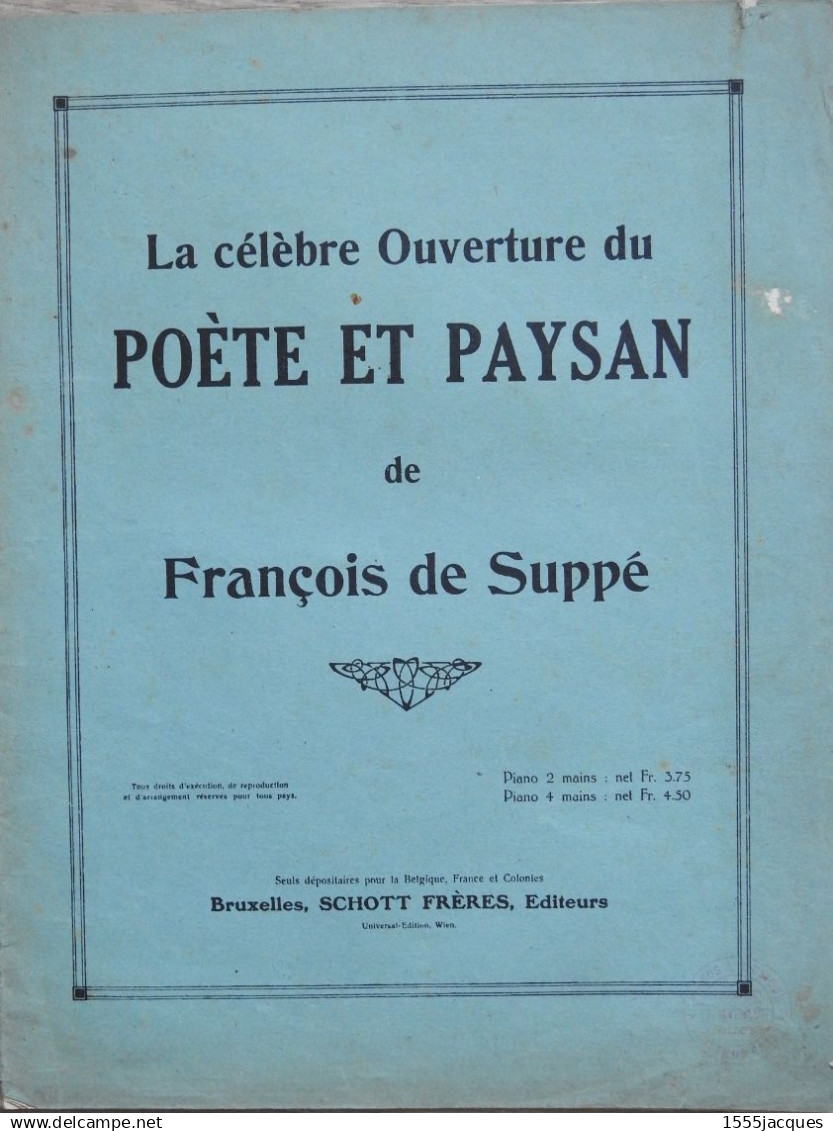 La célèbre Ouverture du
POÈTE ET PAYSAN
de
François de Suppé
Tous droits d'exécution, de reproduction
et d'arrangement réservés pour tous pays.
Piano 2 mains : net Fr. 3.75
Piano 4 mains : net Fr. 4.50
Seuls dépositaires pour la Belgique, France et Colonies
Bruxelles, SCHOTT FRÈRES, Editeurs
Universal-Edition, Wien.
delcampe.net
1555jacques